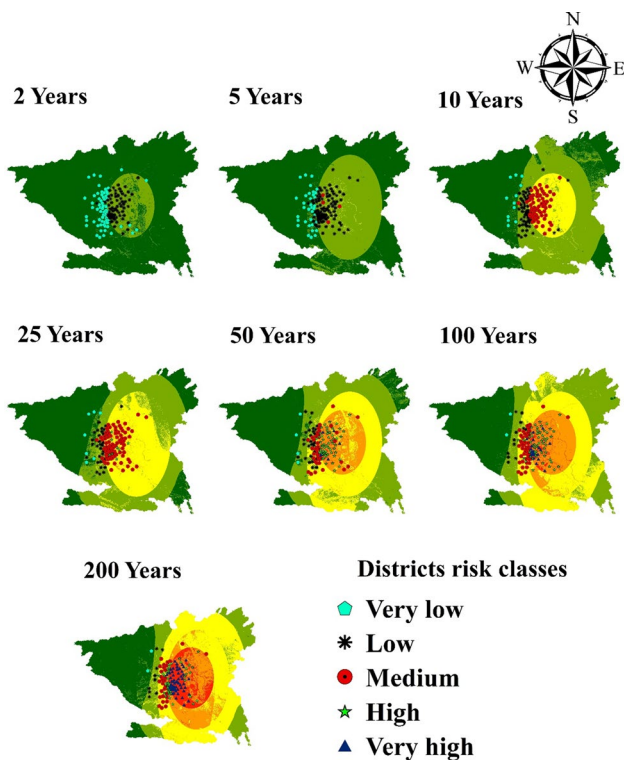 N
W E
S
2 Years
5 Years
10 Years
25 Years
50 Years
100 Years
200 Years
Districts risk classes
Very low
Low
Medium
High
Very high